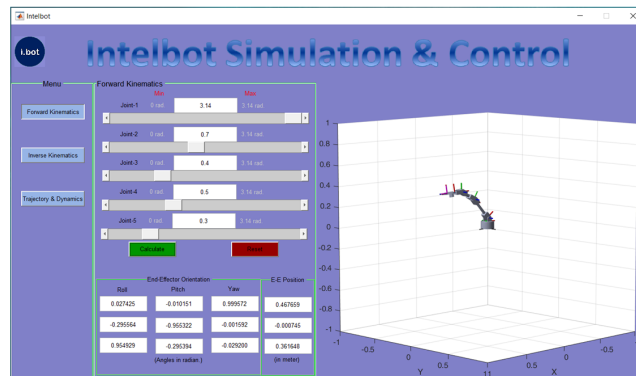 Intelbot
i.bot
Intelbot Simulation & Control
Menu
Forward Kinematics
Inverse Kinematics
Trajectory & Dynamics
Forward Kinematics
Min Max
Joint-1 0 rad 3.14 3.14 rad
Joint-2 0 rad 0.7 3.14 rad
Joint-3 0 rad 0.4 3.14 rad
Joint-4 0 rad 0.5 3.14 rad
Joint-5 0 rad 0.3 3.14 rad
Calculate
End-Effector Orientation E-E Position
Roll Pitch Yaw
0.027425 -0.010151 0.999572 0.467659
-0.295564 -0.955322 -0.001592 -0.000745
0.954929 -0.295394 -0.029200 0.361648
(Angles in radian.) (in meter)
1
0.8
0.6
0.4
0.2
0
-0.2
-0.4
-0.6
-0.8
-1
-1 -0.5 0 0.5 11 -0.5 0 0.5
Y X